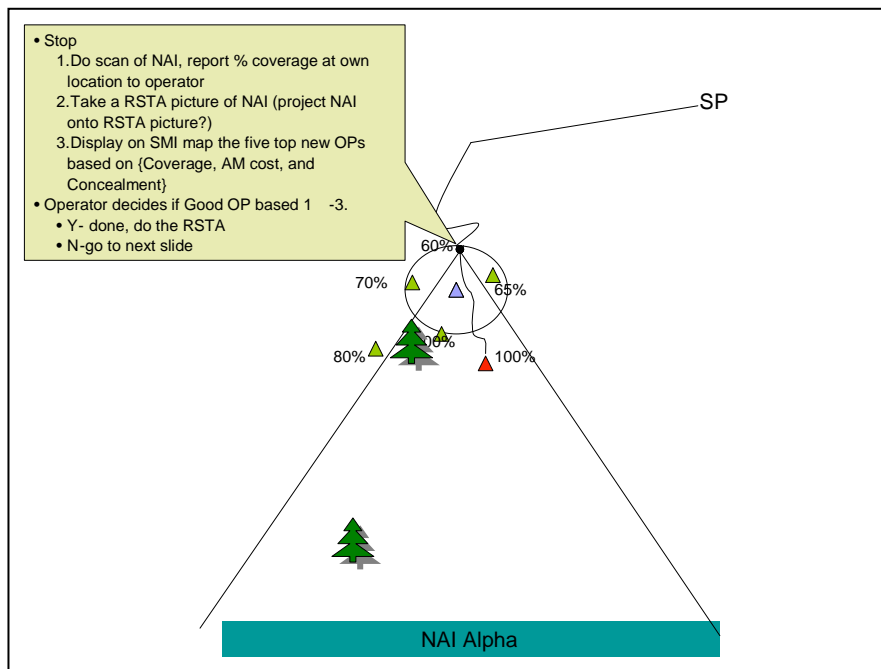 • Stop
1.Do scan of NAI, report % coverage at own
location to operator
2.Take a RSTA picture of NAI (project NAI
onto RSTA picture?)
3.Display on SMI map the five top new OPs
based on {Coverage, AM cost, and
Concealment}
• Operator decides if Good OP based 1 -3.
• Y- done, do the RSTA
• N-go to next slide
SP
60%
70%
65%
00%
80%
100%
NAI Alpha